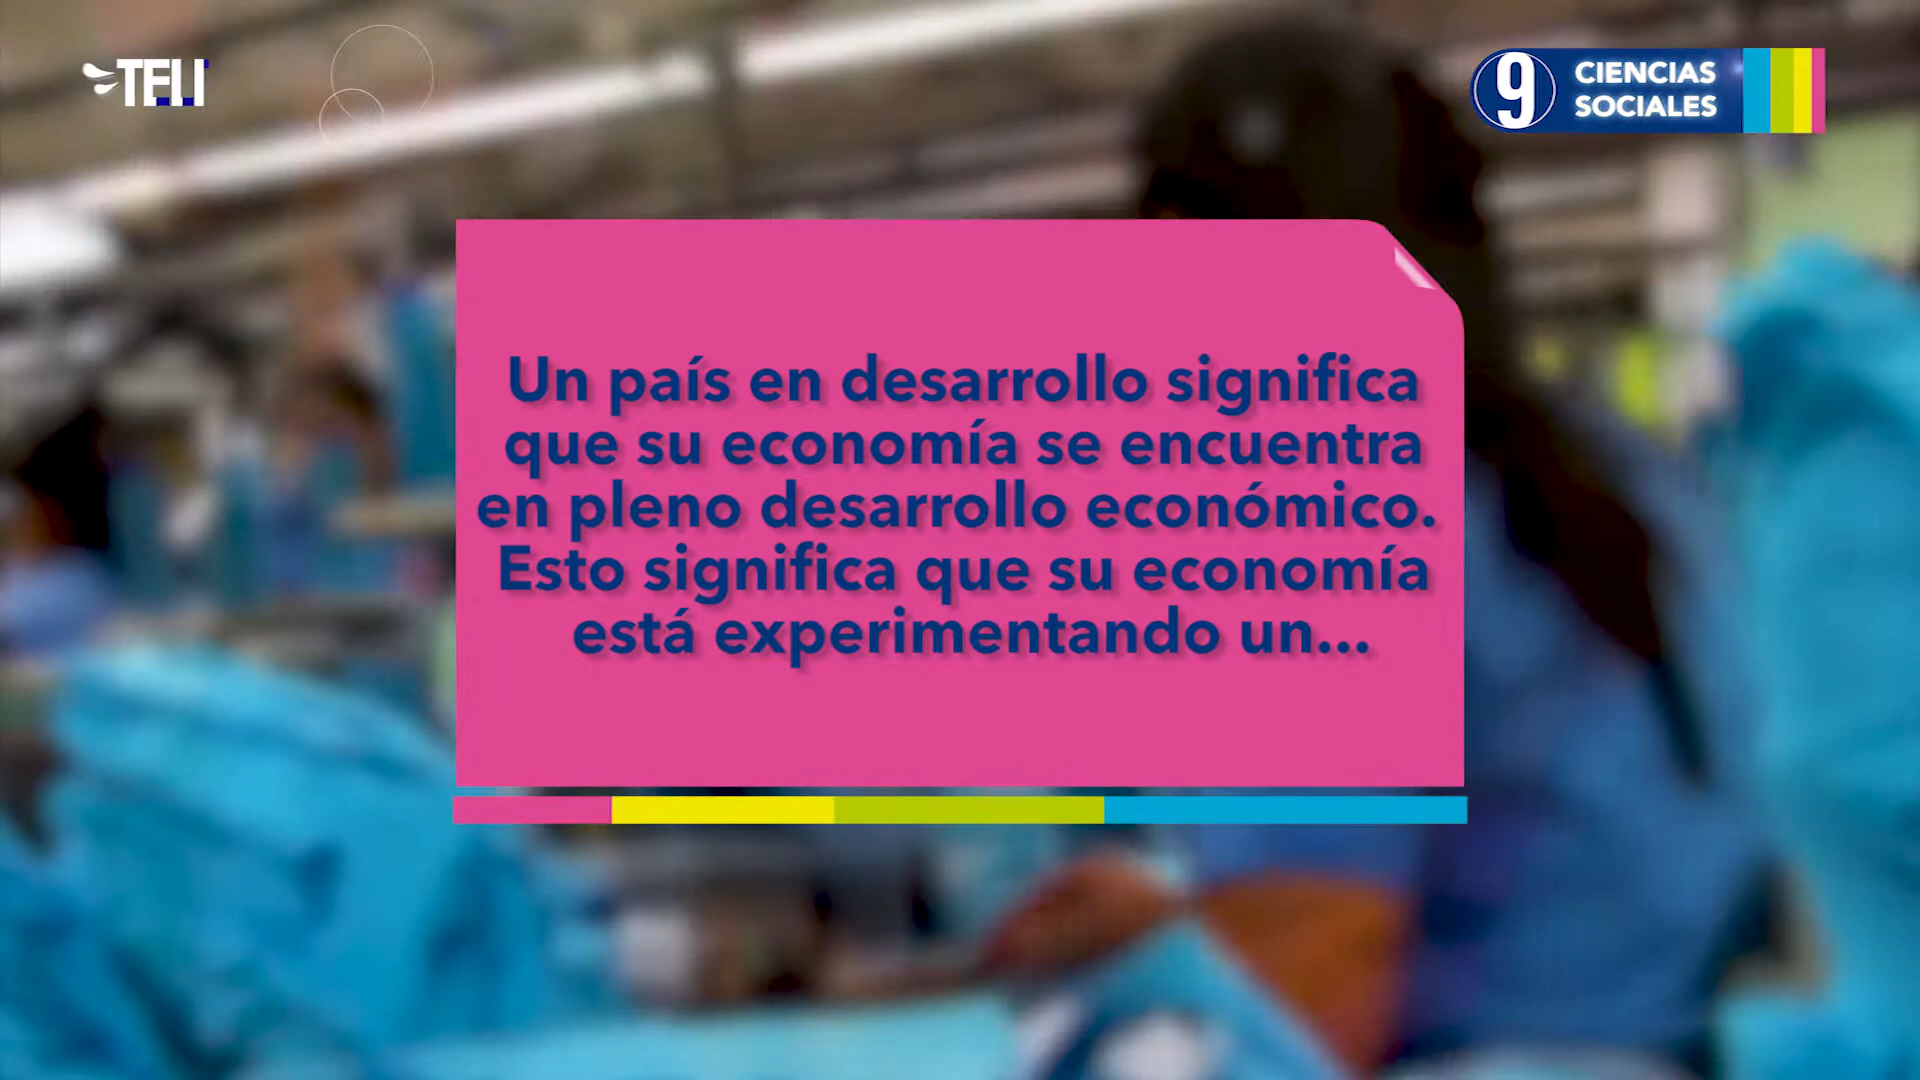 TELI
9
CIENCIAS
SOCIALES
Un país en desarrollo significa
que su economía se encuentra
en pleno desarrollo económico.
Esto significa que su economía
está experimentando un...